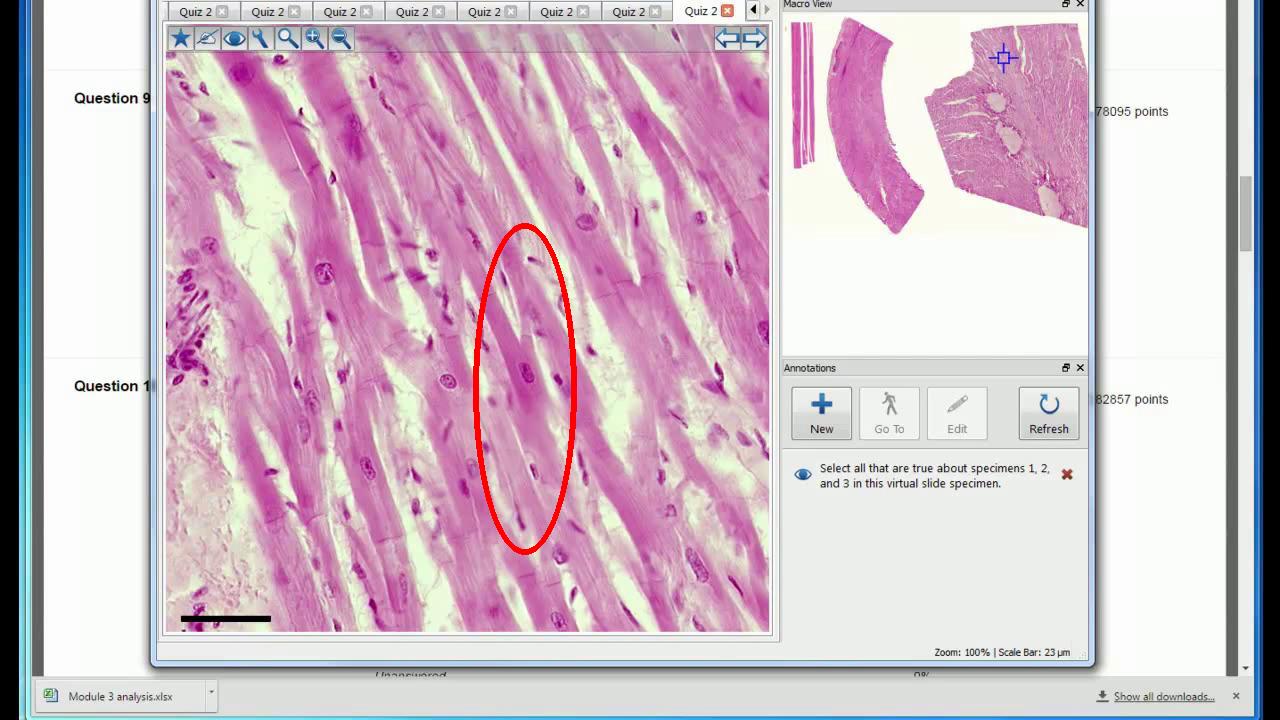 Quiz 2 Quiz 2 Quiz 2 Quiz 2 Quiz 2 Quiz 2 Quiz 2 Quiz 2
Macro View
Question 9
78095 points
Annotations
Question 1
82857 points
New Go To Edit Refresh
Select all that are true about specimens 1, 2,
and 3 in this virtual slide specimen.
Zoom: 100% | Scale Bar: 23 µm
Unanswered 0%
Module 3 analysis.xlsx
Show all downloads...